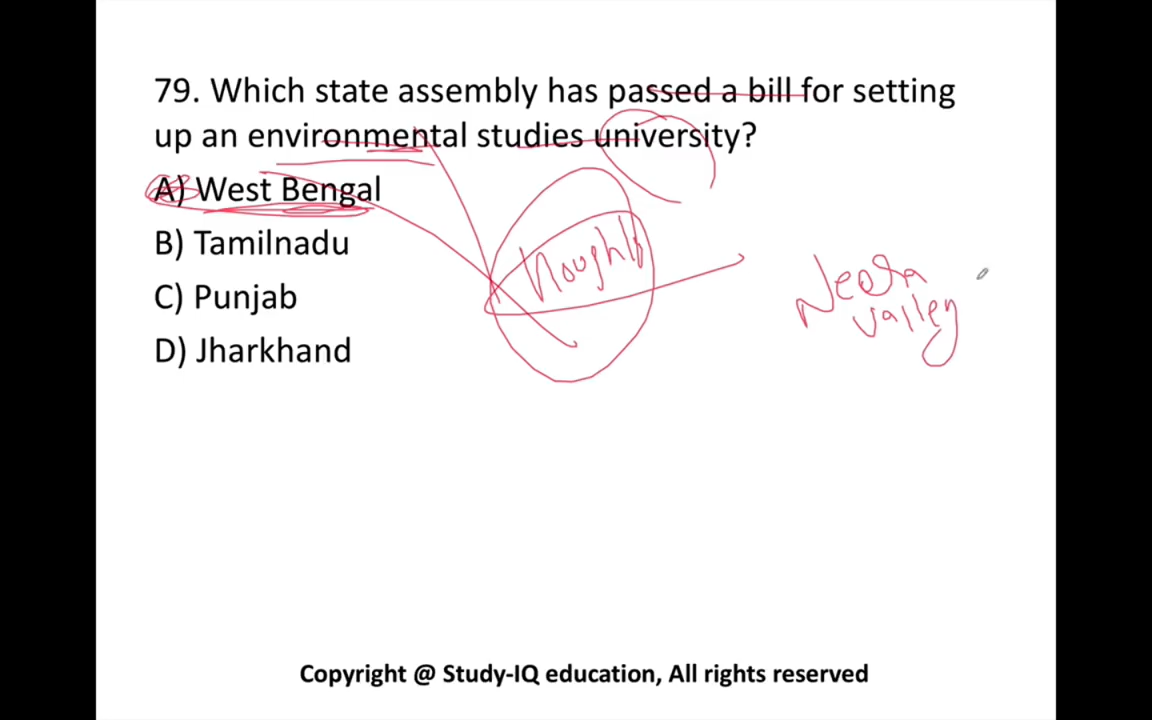 79. Which state assembly has passed a bill for setting
up an environmental studies university?
A) West Bengal
B) Tamilnadu
C) Punjab
D) Jharkhand
Neora
valley
Copyright @ Study-IQ education, All rights reserved